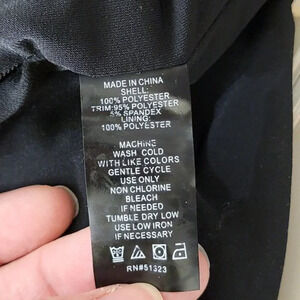 MADE IN CHINA
SHELL:
100% POLYESTER
TRIM:95% POLYESTER
5% SPANDEX
LINING:
100% POLYESTER
MACHINE
WASH COLD
WITH LIKE COLORS
GENTLE CYCLE
USE ONLY
NON CHLORINE
BLEACH
IF NEEDED
TUMBLE DRY LOW
USE LOW IRON
IF NECESSARY
RN#51323